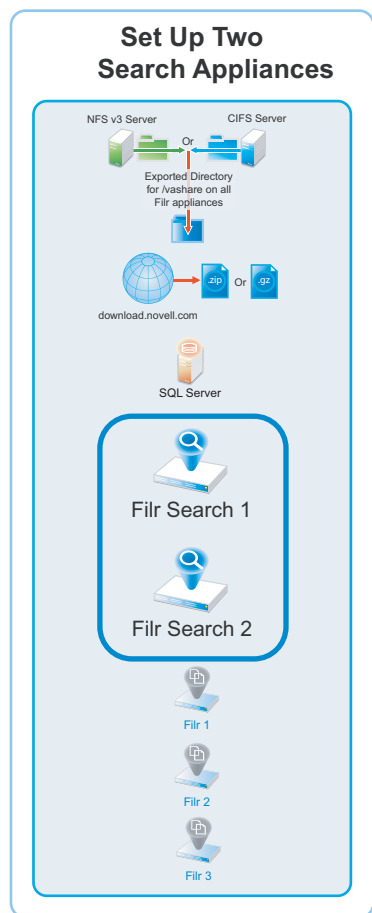 Set Up Two
Search Appliances
NFS v3 Server
CIFS Server
Or
Exported Directory
for /vashare on all
Filr appliances
.zip
Or
.gz
download.novell.com
SQL Server
Filr Search 1
Filr Search 2
Filr 1
Filr 2
Filr 3